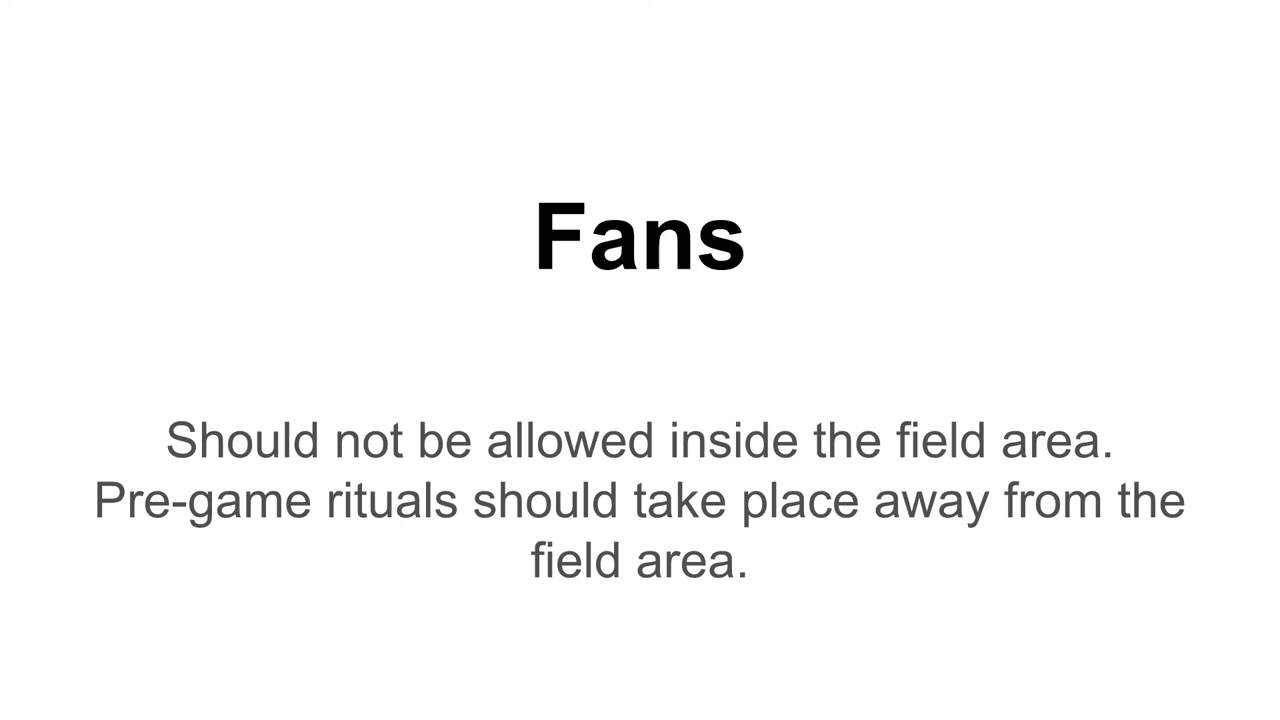 Fans
Should not be allowed inside the field area.
Pre-game rituals should take place away from the
field area.